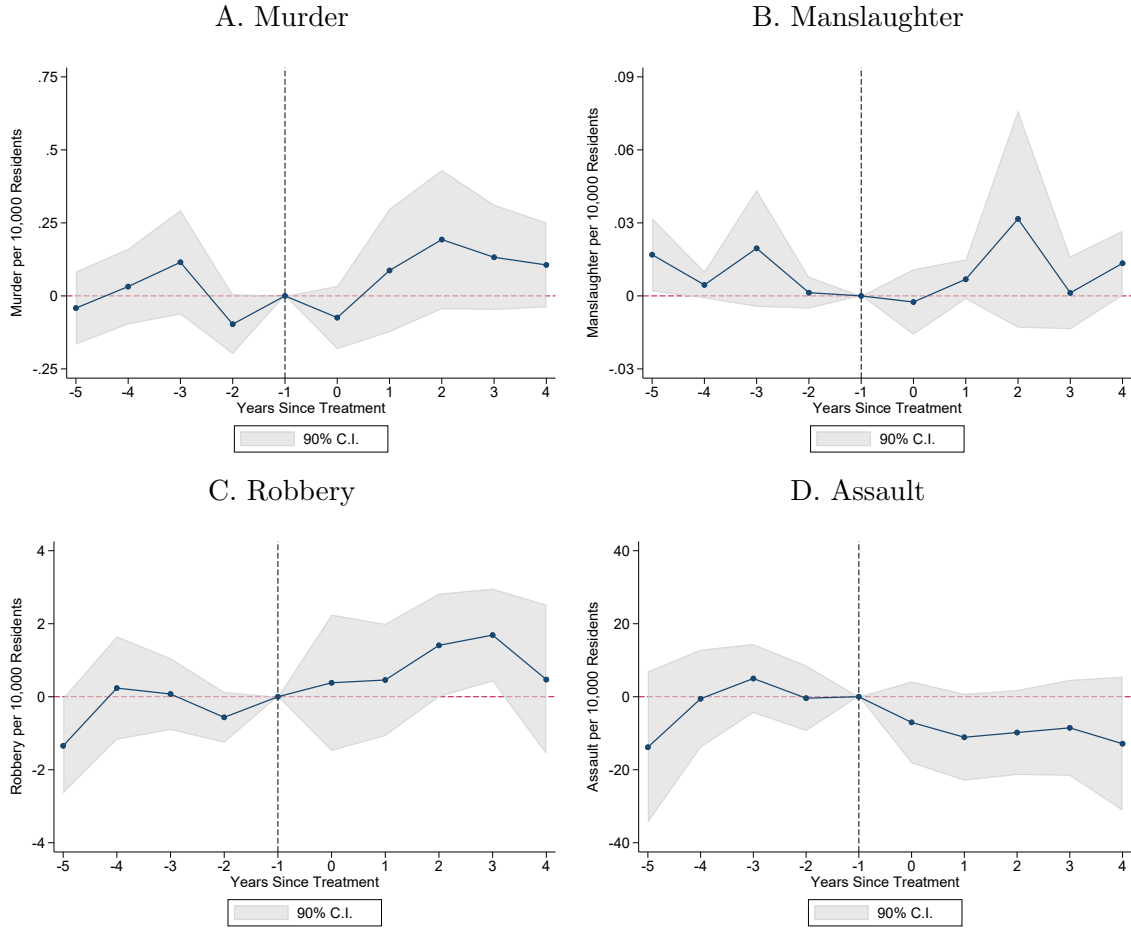 A. Murder
Murder per 10,000 Residents
.75
.5
.25
0
-.25
-5 -4 -3 -2 -1 0 1 2 3 4
Years Since Treatment
90% C.I.
B. Manslaughter
Manslaughter per 10,000 Residents
.09
.06
.03
0
-.03
-5 -4 -3 -2 -1 0 1 2 3 4
Years Since Treatment
90% C.I.
C. Robbery
Robbery per 10,000 Residents
4
2
0
-2
-4
-5 -4 -3 -2 -1 0 1 2 3 4
Years Since Treatment
90% C.I.
D. Assault
Assault per 10,000 Residents
40
20
0
-20
-40
-5 -4 -3 -2 -1 0 1 2 3 4
Years Since Treatment
90% C.I.